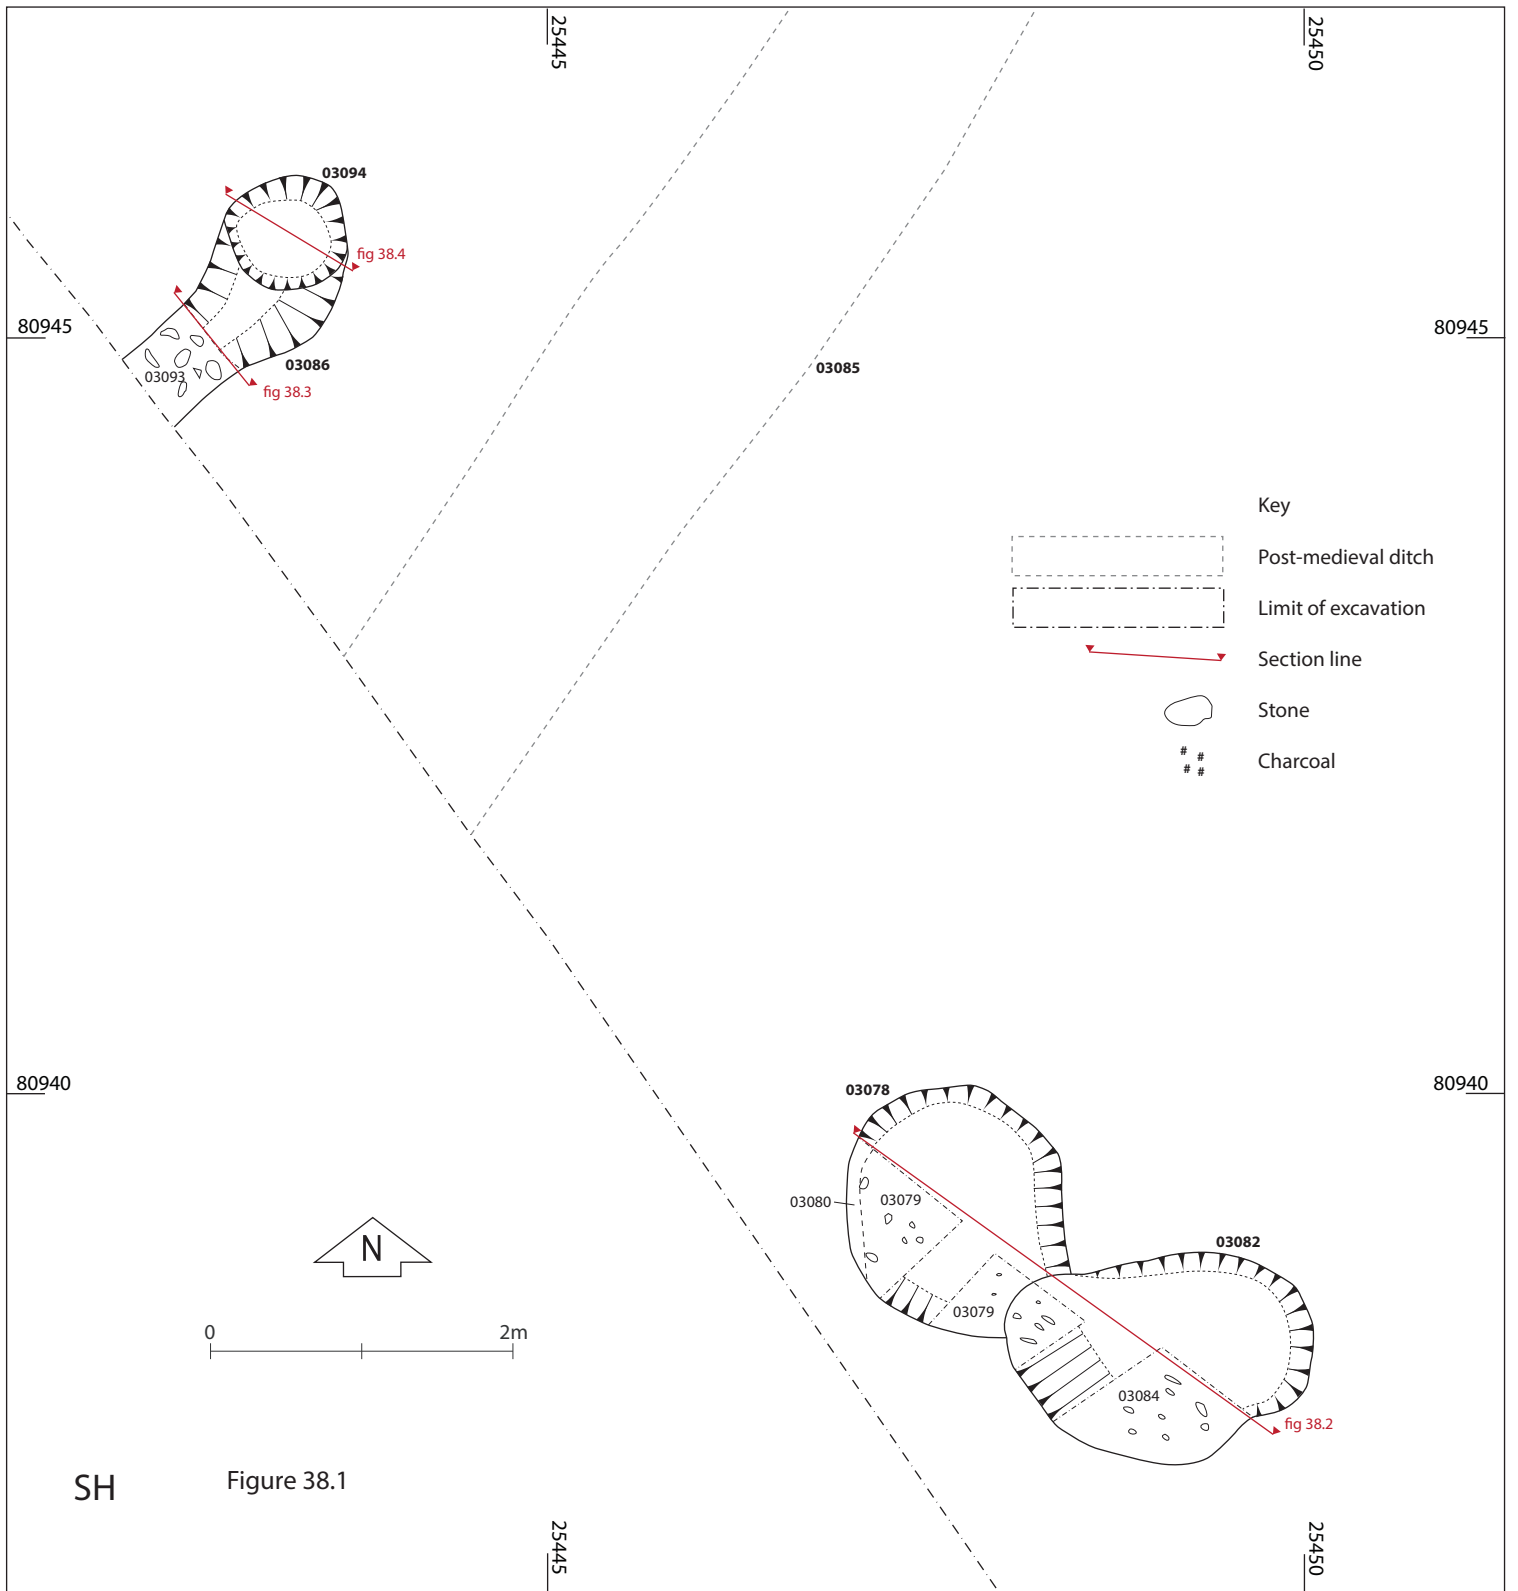 25445
25450
03094
fig 38.4
80945
80945
03086
03093
fig 38.3
03085
Key
Post-medieval ditch
Limit of excavation
Section line
Stone
# # # # Charcoal
80940
80940
03078
03080
03079
N
03082
03079
0 2m
03084
fig 38.2
SH
Figure 38.1
25445
25450